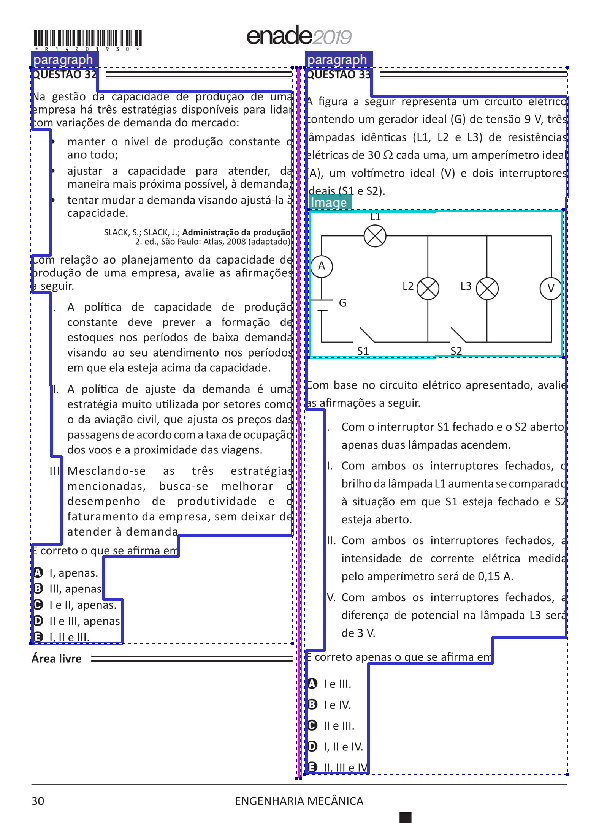 * R 1 4 2 0 1 9 3 0 *
enade2019
paragraph
QUESTÃO 32
Na gestão da capacidade de produção de uma
empresa há três estratégias disponíveis para lidar
com variações de demanda do mercado:
• manter o nível de produção constante o
ano todo;
• ajustar a capacidade para atender, da
maneira mais próxima possível, à demanda;
• tentar mudar a demanda visando ajustá-la à
capacidade.
SLACK, S.; SLACK, J.; Administração da produção.
2. ed., São Paulo: Atlas, 2008 (adaptado).
Com relação ao planejamento da capacidade de
produção de uma empresa, avalie as afirmações
a seguir.
I. A política de capacidade de produção
constante deve prever a formação de
estoques nos períodos de baixa demanda
visando ao seu atendimento nos períodos
em que ela esteja acima da capacidade.
II. A política de ajuste da demanda é uma
estratégia muito utilizada por setores como
o da aviação civil, que ajusta os preços das
passagens de acordo com a taxa de ocupação
dos voos e a proximidade das viagens.
III. Mesclando-se as três estratégias
mencionadas, busca-se melhorar o
desempenho de produtividade e o
faturamento da empresa, sem deixar de
atender à demanda.
É correto o que se afirma em
A I, apenas.
B III, apenas.
C I e II, apenas.
D II e III, apenas.
E I, II e III.
Área livre
paragraph
QUESTÃO 33
A figura a seguir representa um circuito elétrico
contendo um gerador ideal (G) de tensão 9 V, três
lâmpadas idênticas (L1, L2 e L3) de resistências
elétricas de 30 Ω cada uma, um amperímetro ideal
(A), um voltímetro ideal (V) e dois interruptores
ideais (S1 e S2).
Image
L1
A
L2
L3
V
G
S1
S2
Com base no circuito elétrico apresentado, avalie
as afirmações a seguir.
I. Com o interruptor S1 fechado e o S2 aberto,
apenas duas lâmpadas acendem.
II. Com ambos os interruptores fechados, o
brilho da lâmpada L1 aumenta se comparado
à situação em que S1 esteja fechado e S2
esteja aberto.
III. Com ambos os interruptores fechados, a
intensidade de corrente elétrica medida
pelo amperímetro será de 0,15 A.
IV. Com ambos os interruptores fechados, a
diferença de potencial na lâmpada L3 será
de 3 V.
É correto apenas o que se afirma em
A I e III.
B I e IV.
C II e III.
D I, II e IV.
E II, III e IV.
30
ENGENHARIA MECÂNICA